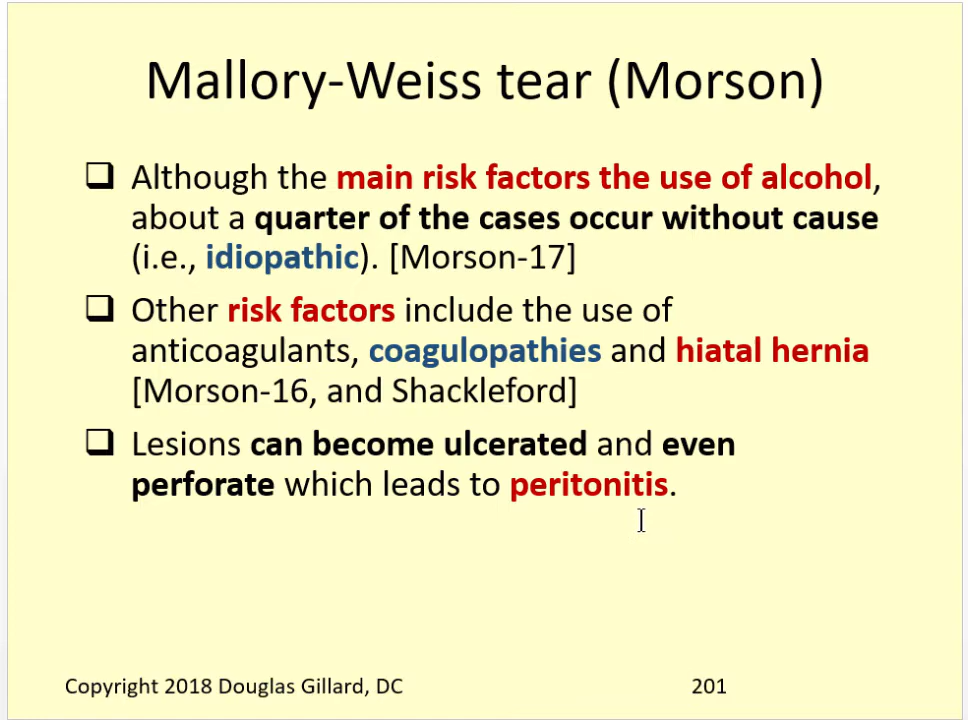 Mallory-Weiss tear (Morson)
❑ Although the main risk factors the use of alcohol,
about a quarter of the cases occur without cause
(i.e., idiopathic). [Morson-17]
❑ Other risk factors include the use of
anticoagulants, coagulopathies and hiatal hernia
[Morson-16, and Shackleford]
❑ Lesions can become ulcerated and even
perforate which leads to peritonitis.
Copyright 2018 Douglas Gillard, DC
201